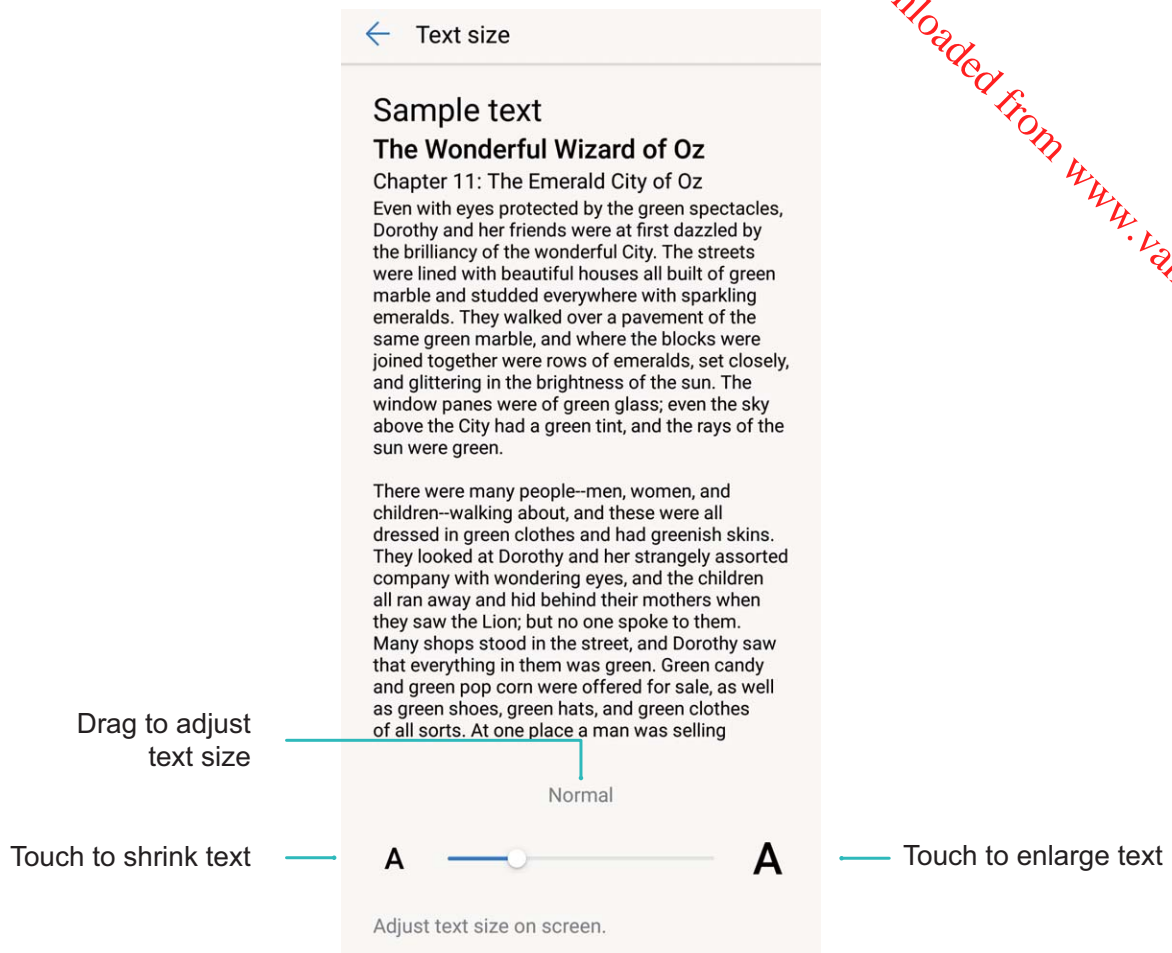 nloaded from www.van
Text size
Sample text
The Wonderful Wizard of Oz
Chapter 11: The Emerald City of Oz
Even with eyes protected by the green spectacles,
Dorothy and her friends were at first dazzled by
the brilliancy of the wonderful City. The streets
were lined with beautiful houses all built of green
marble and studded everywhere with sparkling
emeralds. They walked over a pavement of the
same green marble, and where the blocks were
joined together were rows of emeralds, set closely,
and glittering in the brightness of the sun. The
window panes were of green glass; even the sky
above the City had a green tint, and the rays of the
sun were green.
There were many people--men, women, and
children--walking about, and these were all
dressed in green clothes and had greenish skins.
They looked at Dorothy and her strangely assorted
company with wondering eyes, and the children
all ran away and hid behind their mothers when
they saw the Lion; but no one spoke to them.
Many shops stood in the street, and Dorothy saw
that everything in them was green. Green candy
and green pop corn were offered for sale, as well
as green shoes, green hats, and green clothes
of all sorts. At one place a man was selling
Drag to adjust
text size
Normal
Touch to shrink text
A
A
Touch to enlarge text
Adjust text size on screen.